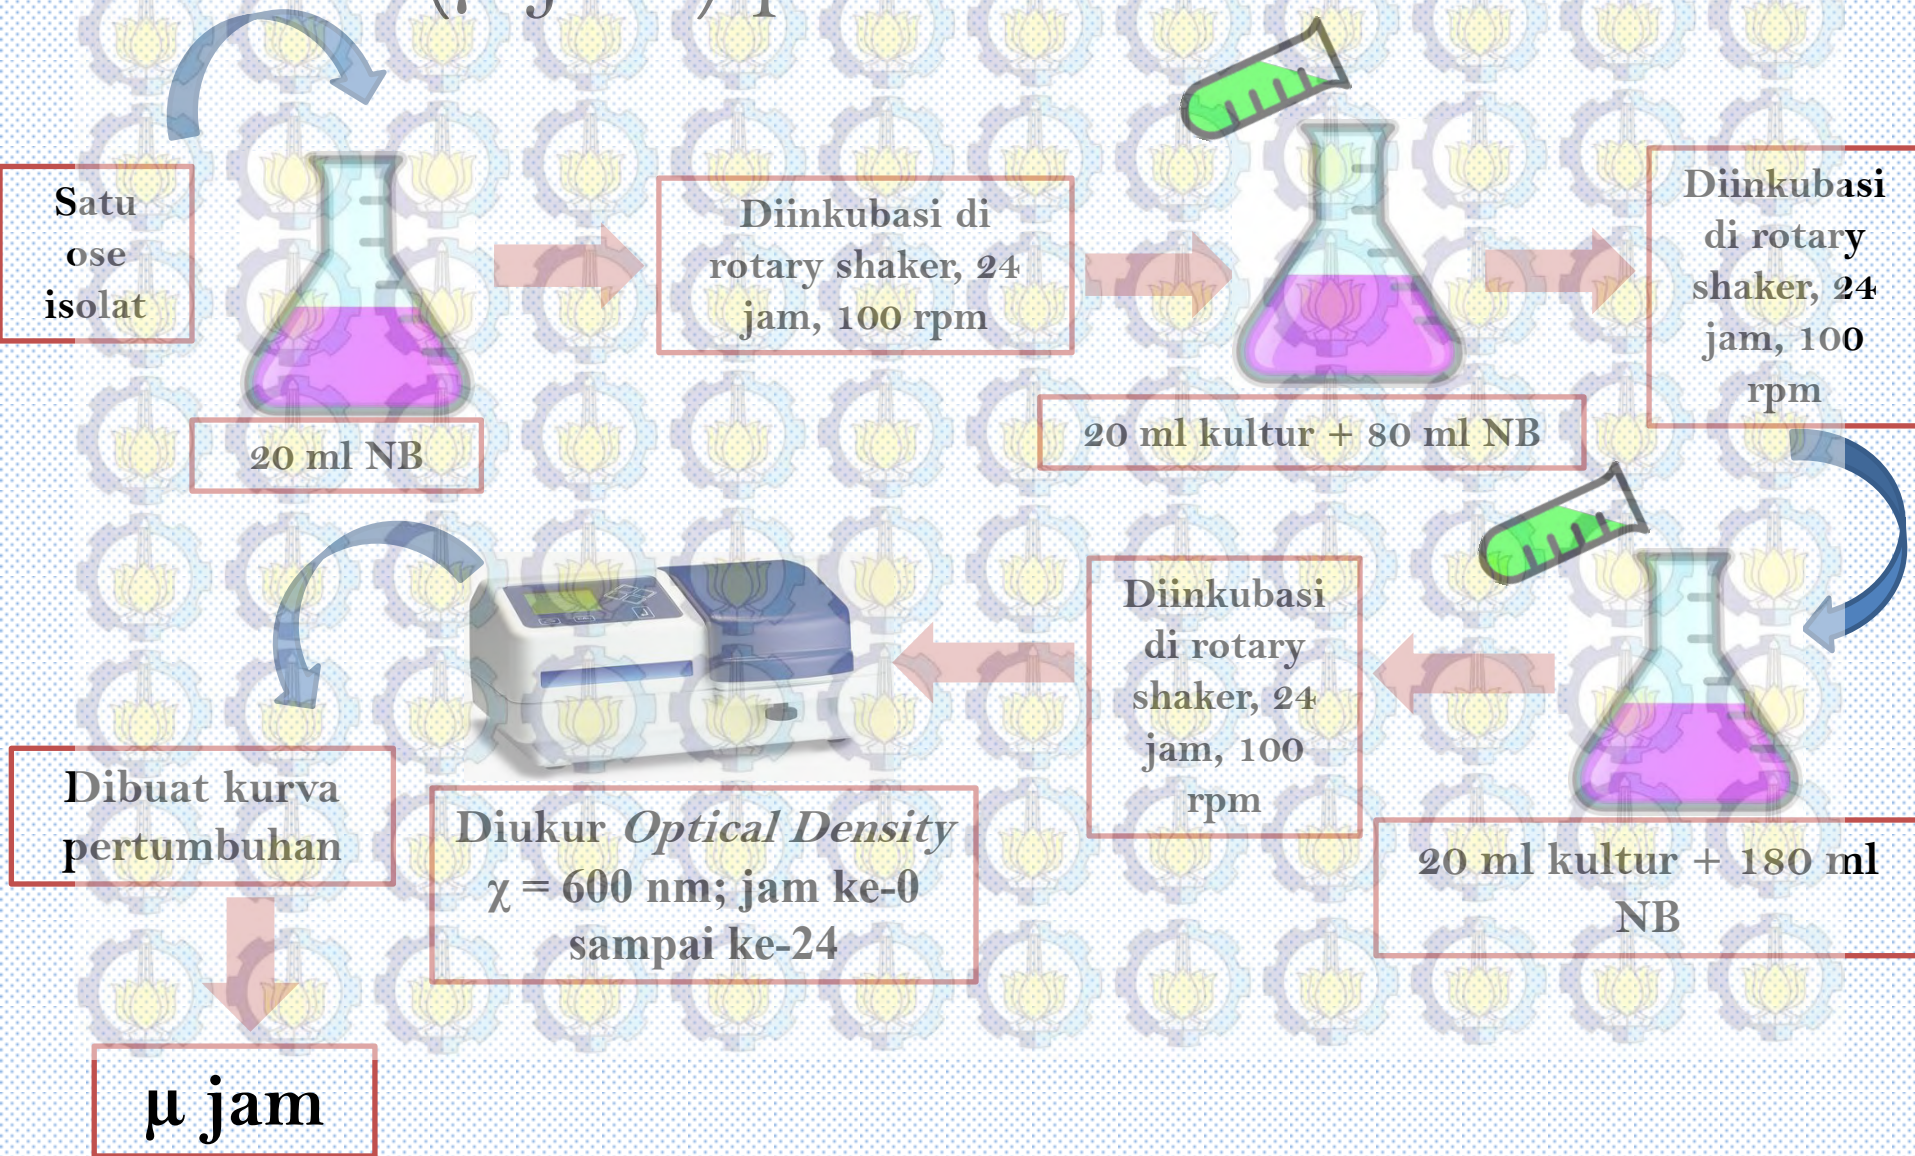 Satu
ose
isolat
20 ml NB
Diinkubasi di
rotary shaker, 24
jam, 100 rpm
20 ml kultur + 80 ml NB
Diinkubasi
di rotary
shaker, 24
jam, 100
rpm
20 ml kultur + 180 ml
NB
Diinkubasi
di rotary
shaker, 24
jam, 100
rpm
Diukur Optical Density
χ = 600 nm; jam ke-0
sampai ke-24
Dibuat kurva
pertumbuhan
μ jam